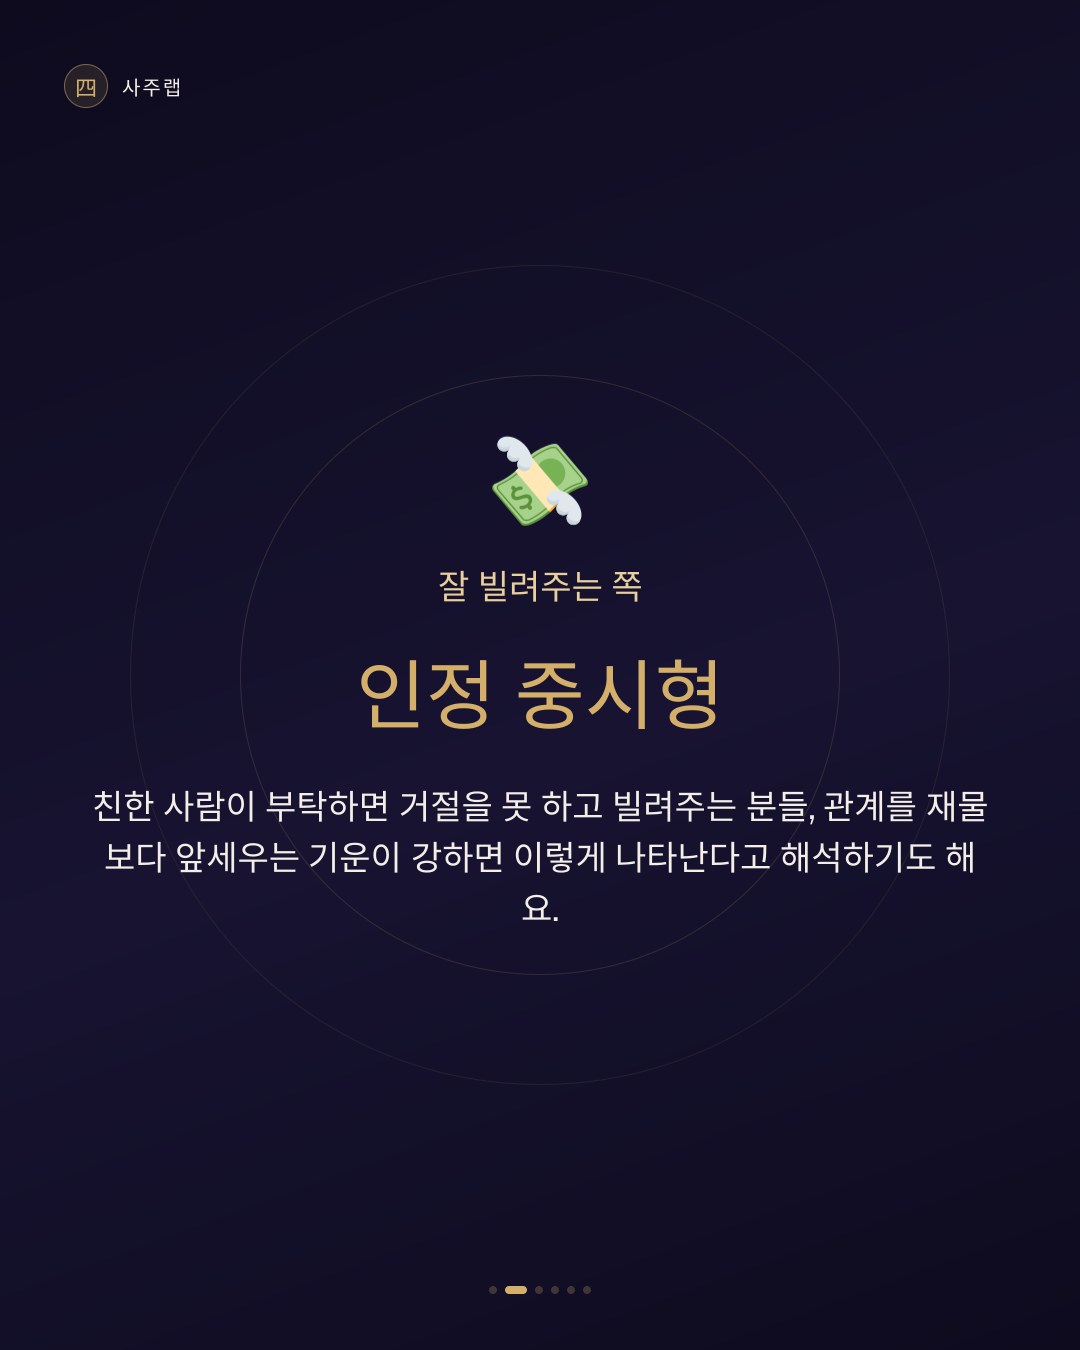 四 사주랩
잘 빌려주는 쪽
인정 중시형
친한 사람이 부탁하면 거절을 못 하고 빌려주는 분들, 관계를 재물
보다 앞세우는 기운이 강하면 이렇게 나타난다고 해석하기도 해
요.